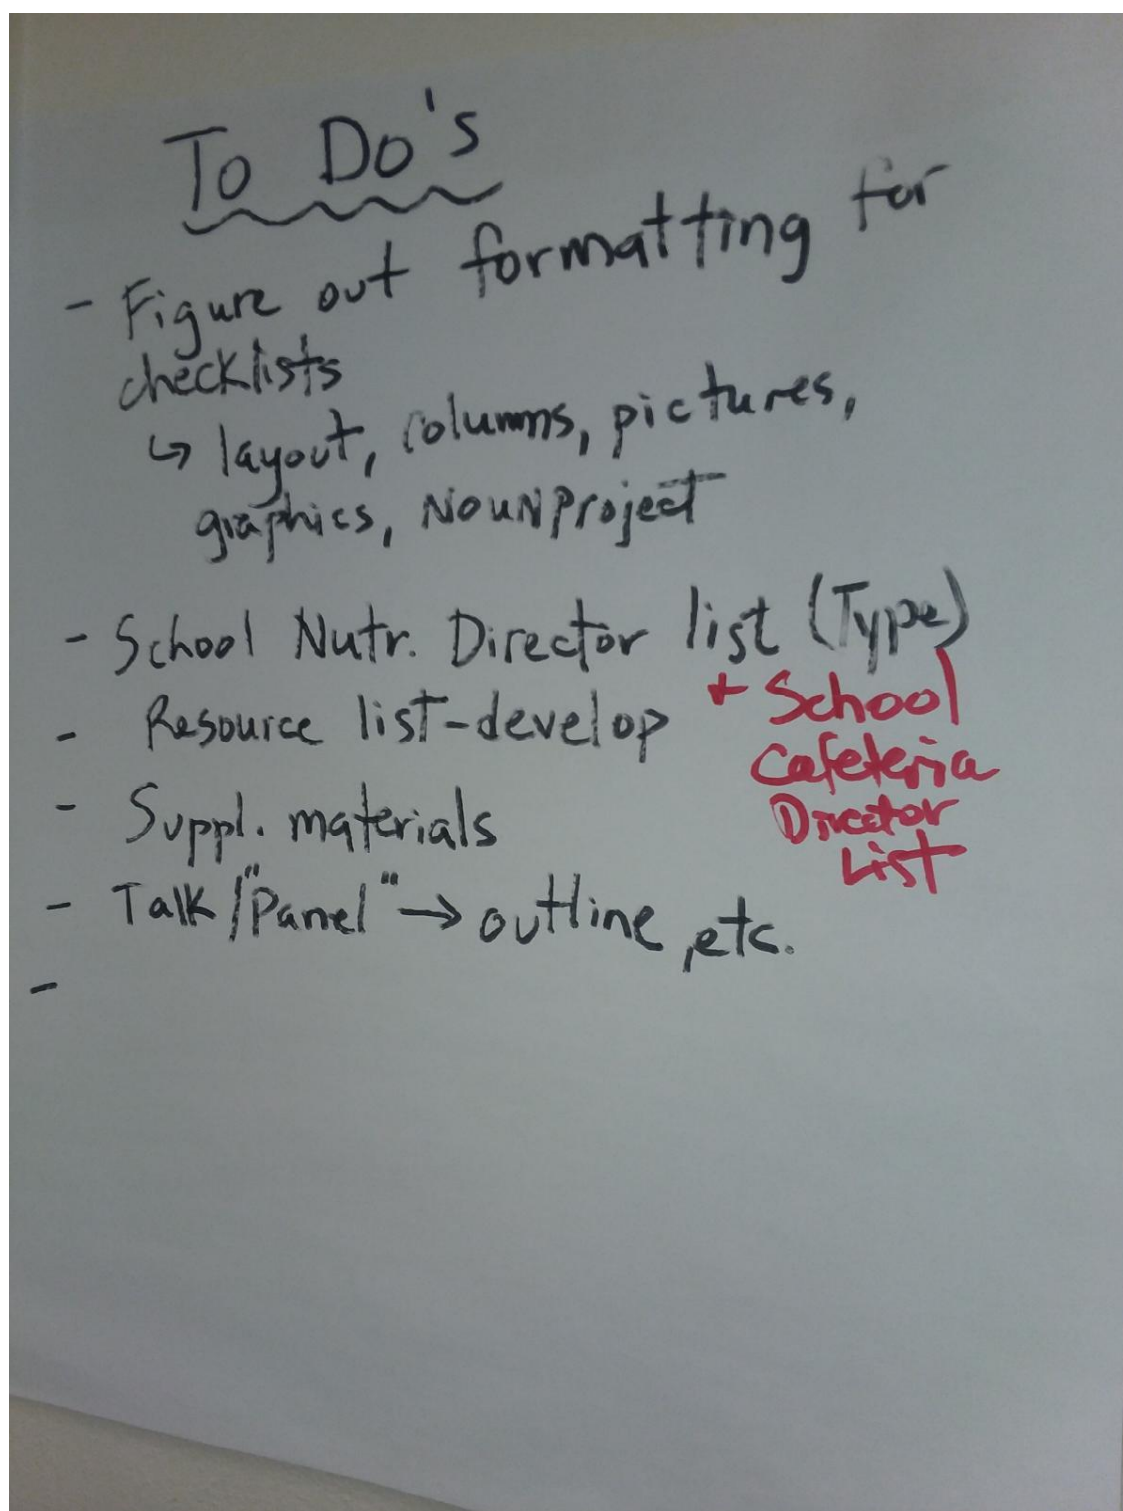 To Do's
- Figure out formatting for
checklists
↳ layout, columns, pictures,
graphics, NounProject
- School Nutr. Director list (Type)
+ School
Cafeteria
Director
List
- Resource list-develop
- Suppl. materials
- Talk/"Panel" → outline, etc.
-